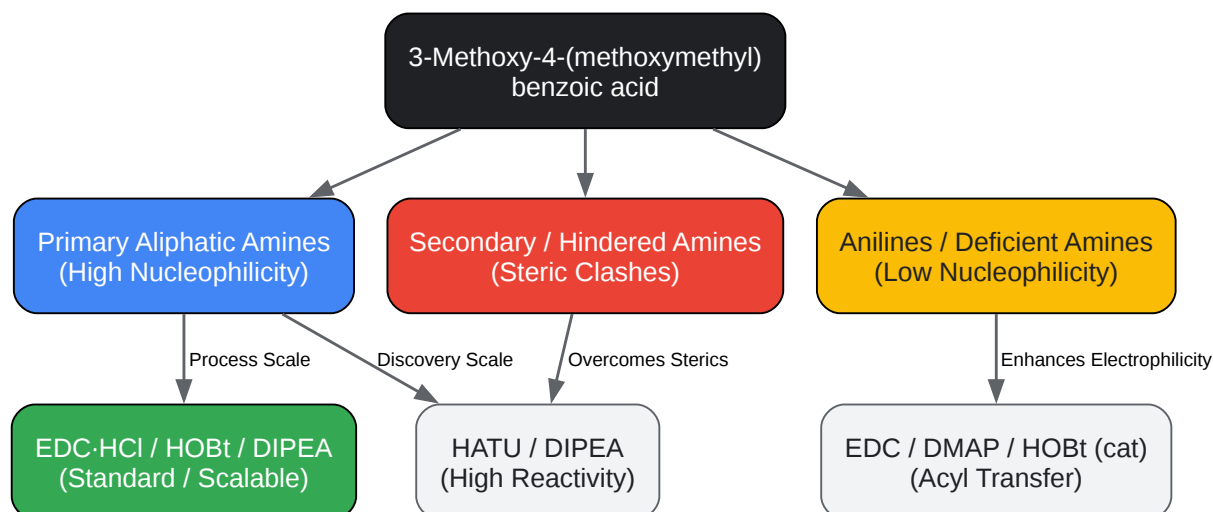 3-Methoxy-4-(methoxymethyl)
benzoic acid
Primary Aliphatic Amines
(High Nucleophilicity)
Secondary / Hindered Amines
(Steric Clashes)
Anilines / Deficient Amines
(Low Nucleophilicity)
Process Scale
Discovery Scale
Overcomes Sterics
Enhances Electrophilicity
EDC·HCl / HOBt / DIPEA
(Standard / Scalable)
HATU / DIPEA
(High Reactivity)
EDC / DMAP / HOBt (cat)
(Acyl Transfer)